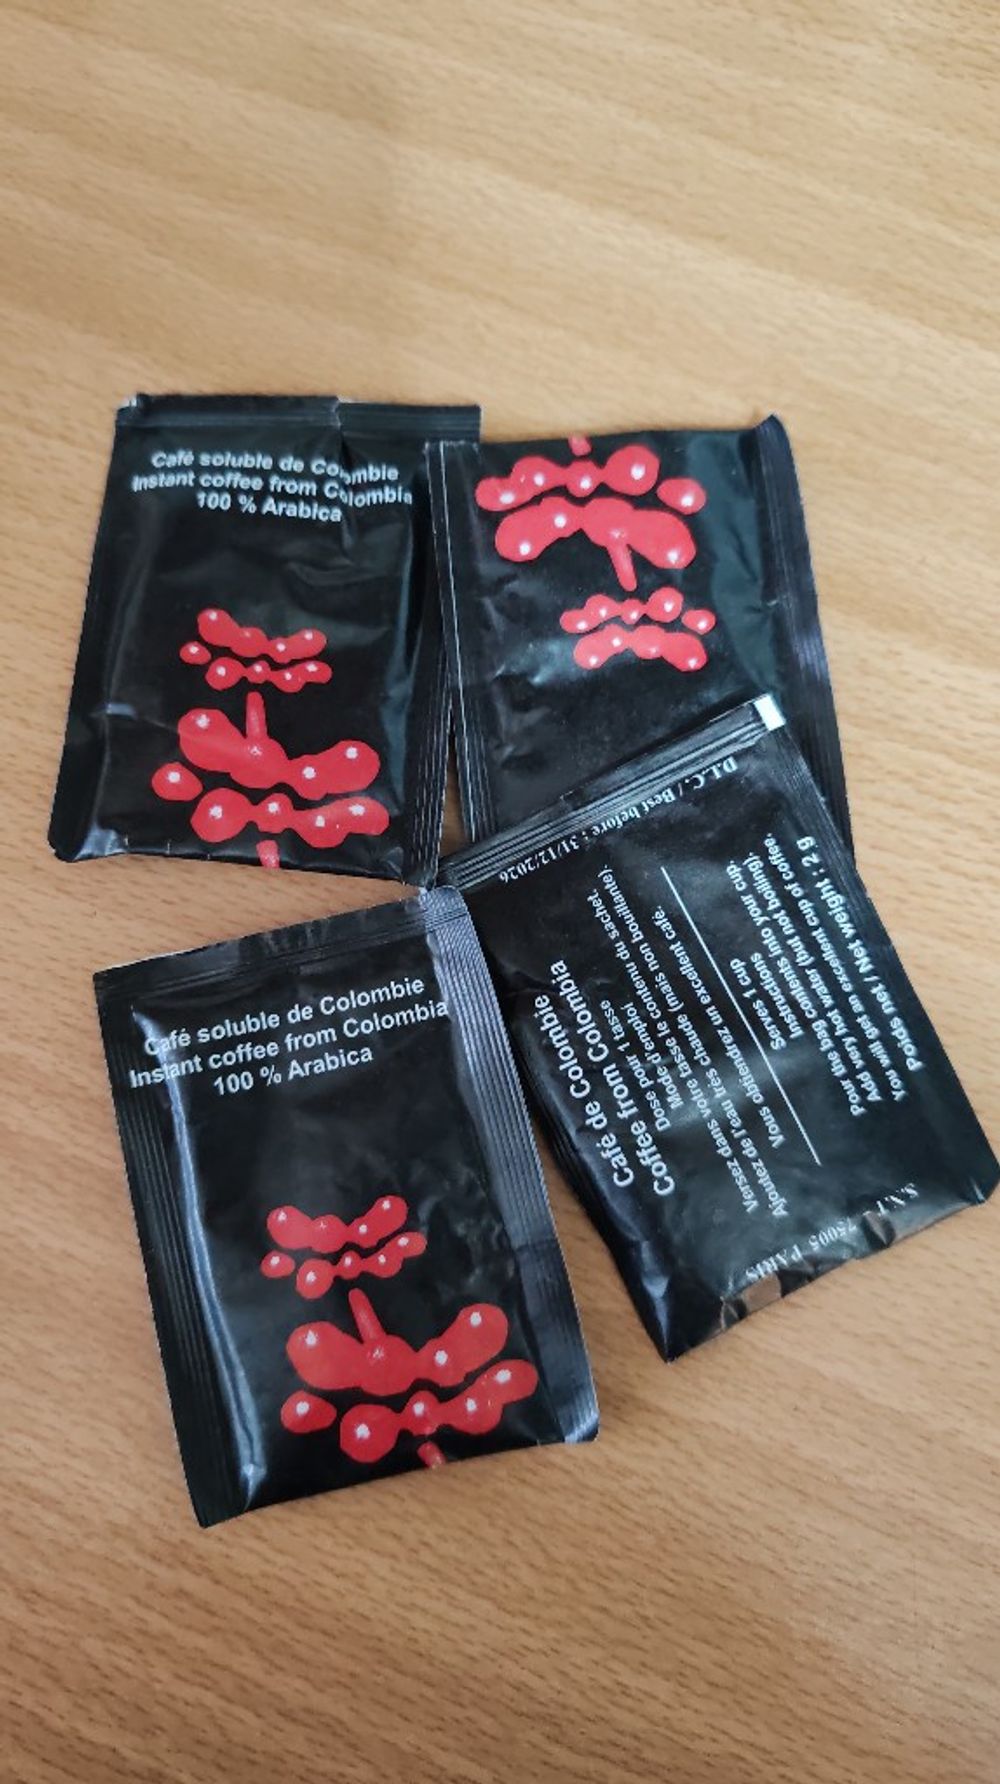 Café soluble de Colombie
Instant coffee from Colombia
100 % Arabica
Café soluble de Colombie
Instant coffee from Colombia
100 % Arabica
D.L.C. / Best before : 31/12/2026
Café de Colombie
Coffee from Colombia
Dose pour 1 tasse
Mode d'emploi
Versez dans votre tasse le contenu du sachet.
Ajoutez de l'eau très chaude (mais non bouillante).
Vous obtiendrez un excellent café.
Serves 1 cup
Instructions
Pour the bag contents into your cup.
Add very hot water (but not boiling).
You will get an excellent cup of coffee.
Poids net / Net weight : 2 g
75005 PARIS